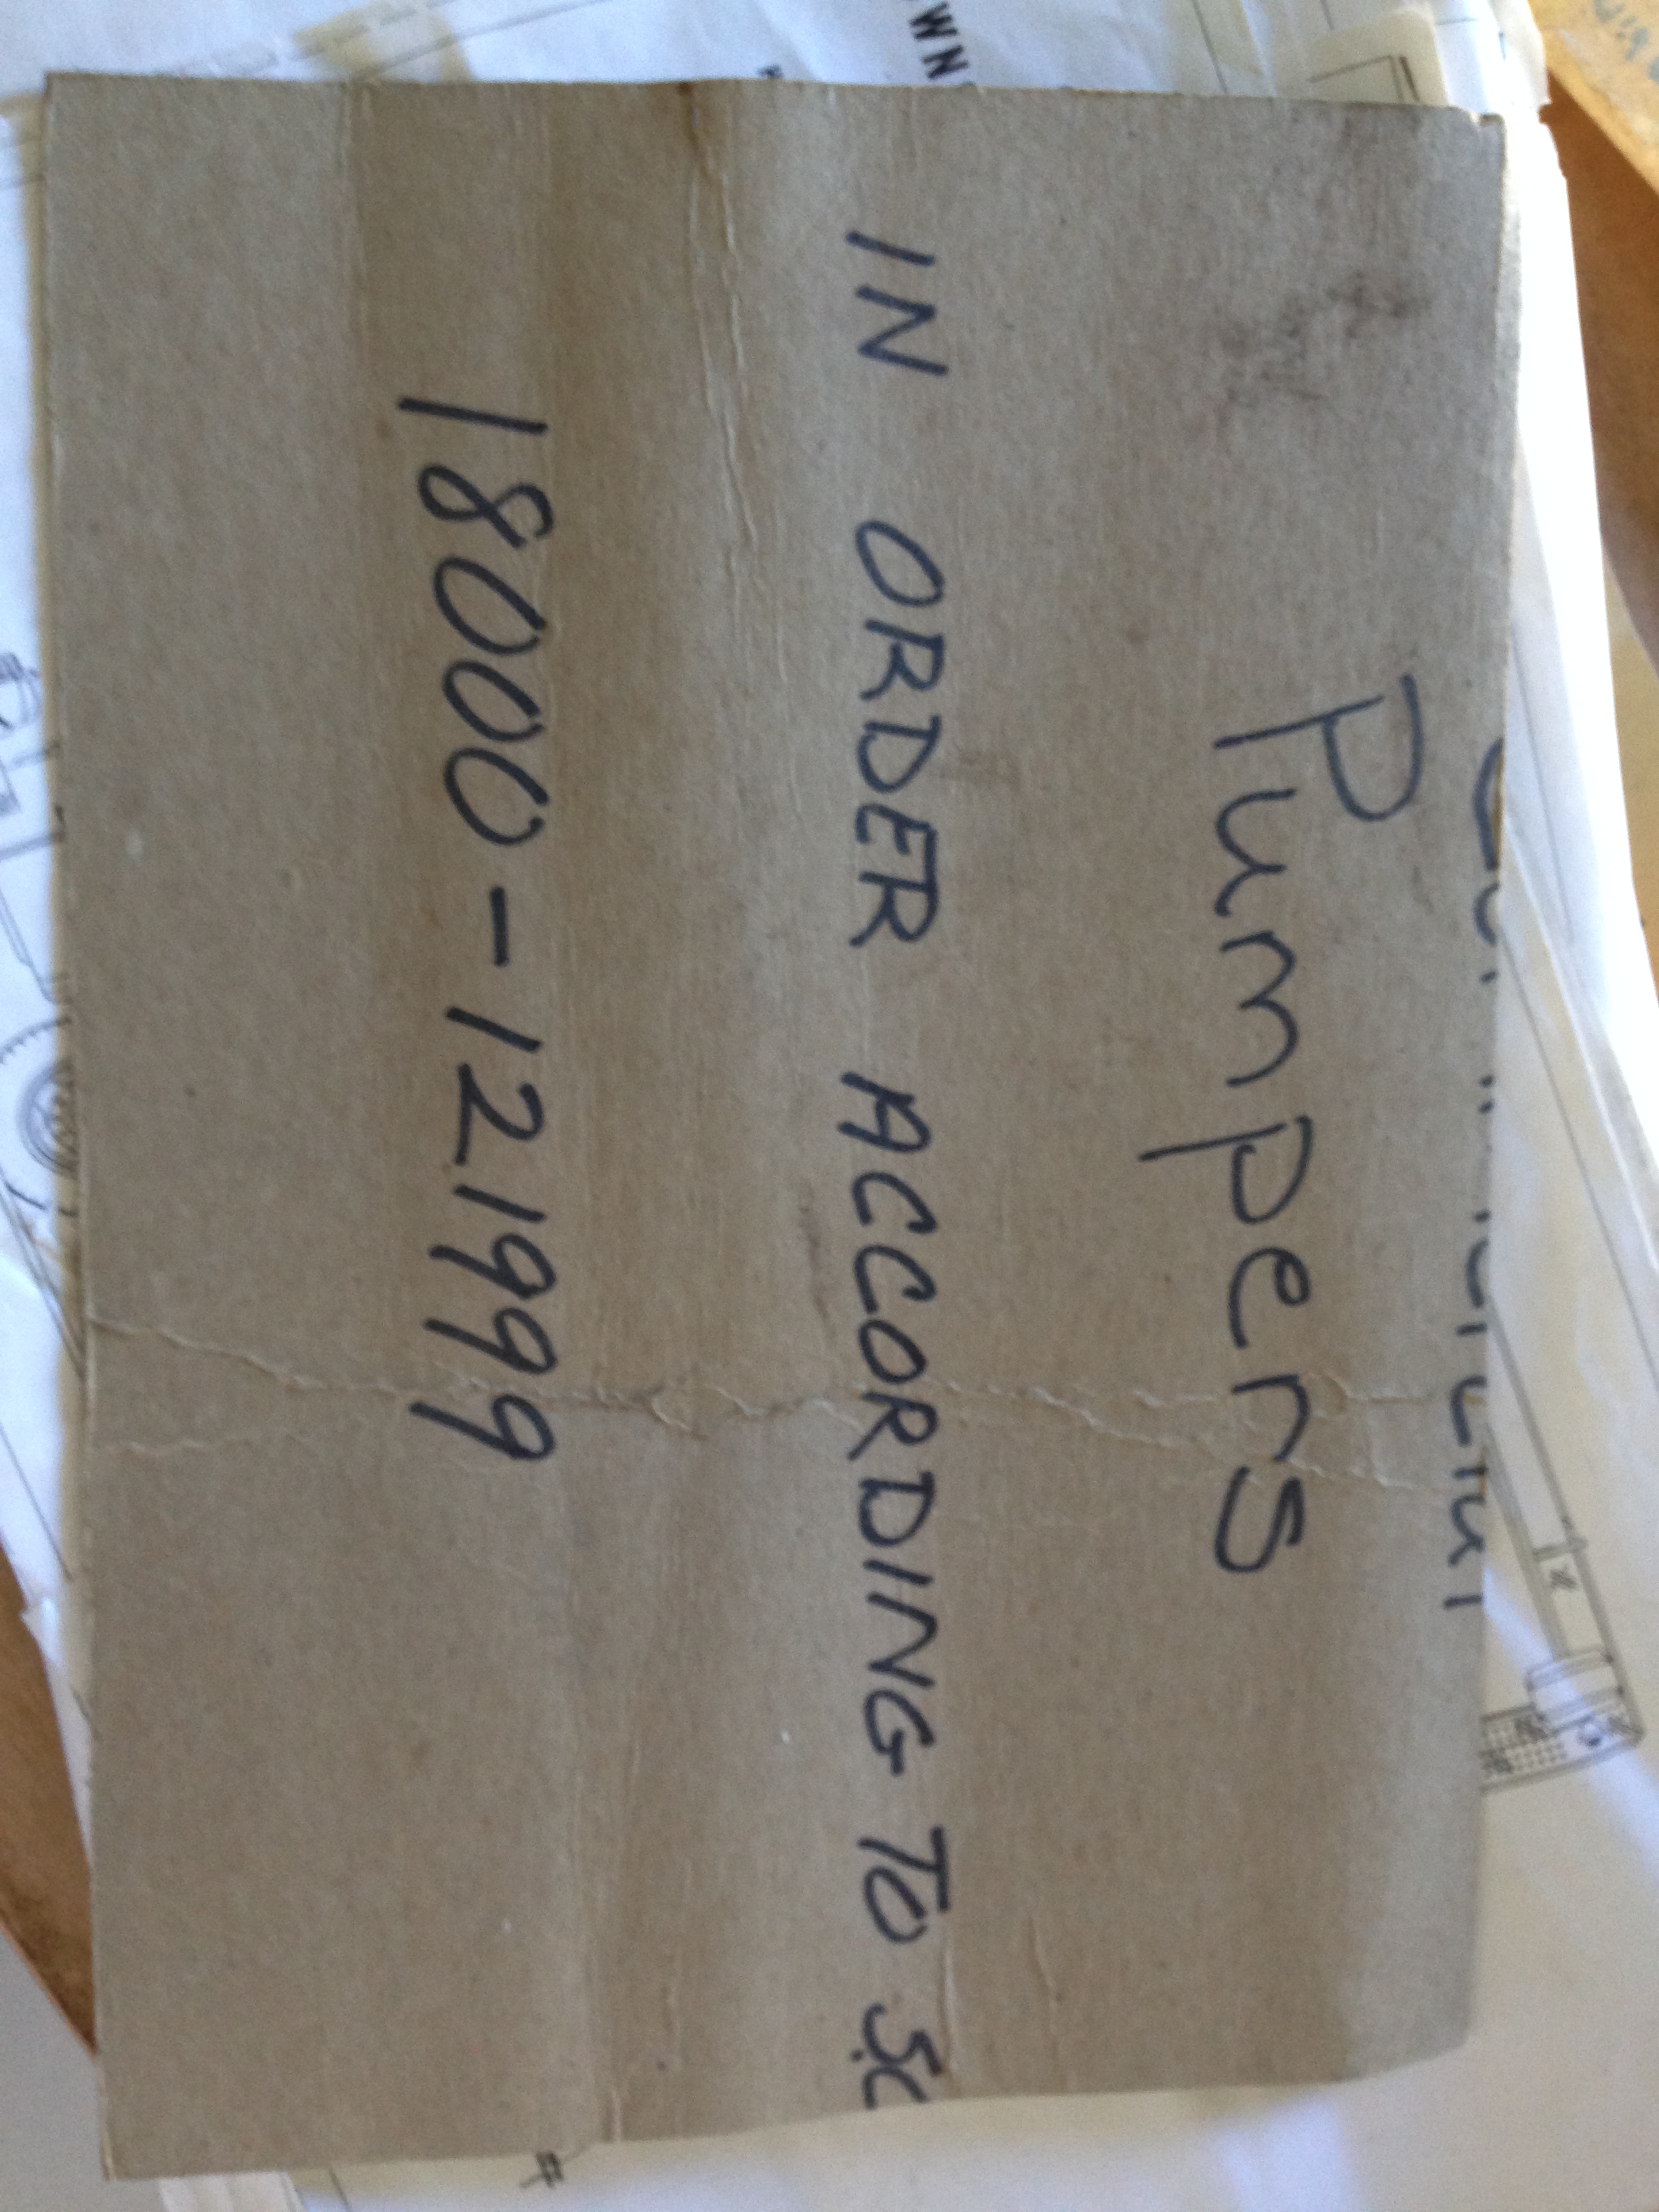 Pumpers
IN ORDER ACCORDING TO S.C
18000-121999